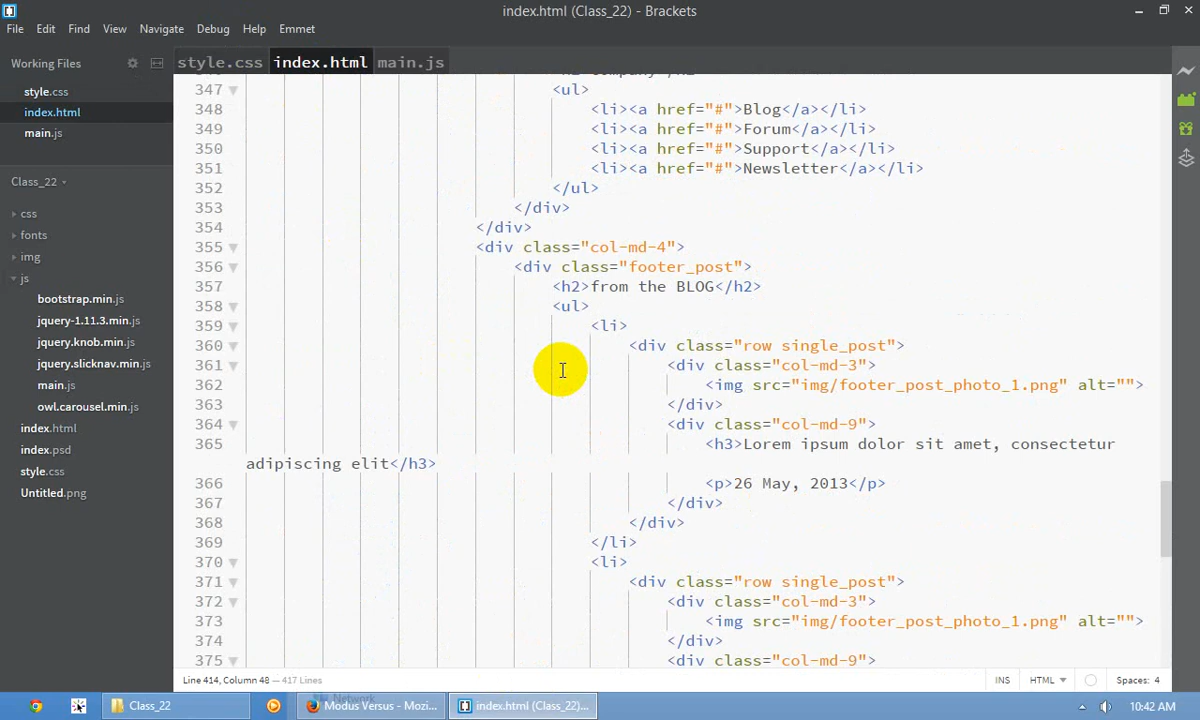 index.html (Class_22) - Brackets
File Edit Find View Navigate Debug Help Emmet
Working Files
style.css
index.html
main.js
Class_22
css
fonts
img
js
bootstrap.min.js
jquery-1.11.3.min.js
jquery.knob.min.js
jquery.slicknav.min.js
main.js
owl.carousel.min.js
index.html
index.psd
style.css
Untitled.png
style.css index.html main.js
347 <ul>
348 <li><a href="#">Blog</a></li>
349 <li><a href="#">Forum</a></li>
350 <li><a href="#">Support</a></li>
351 <li><a href="#">Newsletter</a></li>
352 </ul>
353 </div>
354 </div>
355 <div class="col-md-4">
356 <div class="footer_post">
357 <h2>from the BLOG</h2>
358 <ul>
359 <li>
360 <div class="row single_post">
361 <div class="col-md-3">
362 <img src="img/footer_post_photo_1.png" alt="">
363 </div>
364 <div class="col-md-9">
365 <h3>Lorem ipsum dolor sit amet, consectetur
adipiscing elit</h3>
366 <p>26 May, 2013</p>
367 </div>
368 </div>
369 </li>
370 <li>
371 <div class="row single_post">
372 <div class="col-md-3">
373 <img src="img/footer_post_photo_1.png" alt="">
374 </div>
375 <div class="col-md-9">
Line 414, Column 48 — 417 Lines
INS HTML Spaces: 4
Network
Class_22 Modus Versus - Mozi... index.html (Class_22)... 10:42 AM